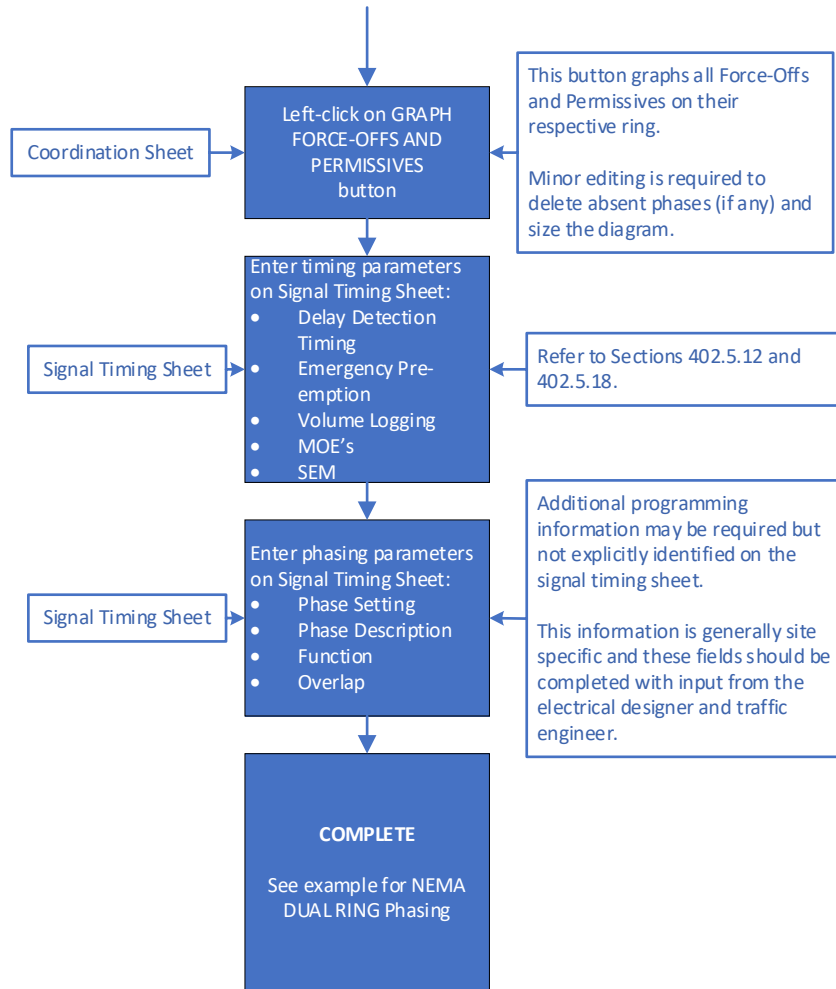 Coordination Sheet
Left-click on GRAPH
FORCE-OFFS AND
PERMISSIVES
button
This button graphs all Force-Offs
and Permissives on their
respective ring.
Minor editing is required to
delete absent phases (if any) and
size the diagram.
Signal Timing Sheet
Enter timing parameters
on Signal Timing Sheet:
• Delay Detection
Timing
• Emergency Pre-
emption
• Volume Logging
• MOE's
• SEM
Refer to Sections 402.5.12 and
402.5.18.
Signal Timing Sheet
Enter phasing parameters
on Signal Timing Sheet:
• Phase Setting
• Phase Description
• Function
• Overlap
Additional programming
information may be required but
not explicitly identified on the
signal timing sheet.
This information is generally site
specific and these fields should be
completed with input from the
electrical designer and traffic
engineer.
COMPLETE
See example for NEMA
DUAL RING Phasing